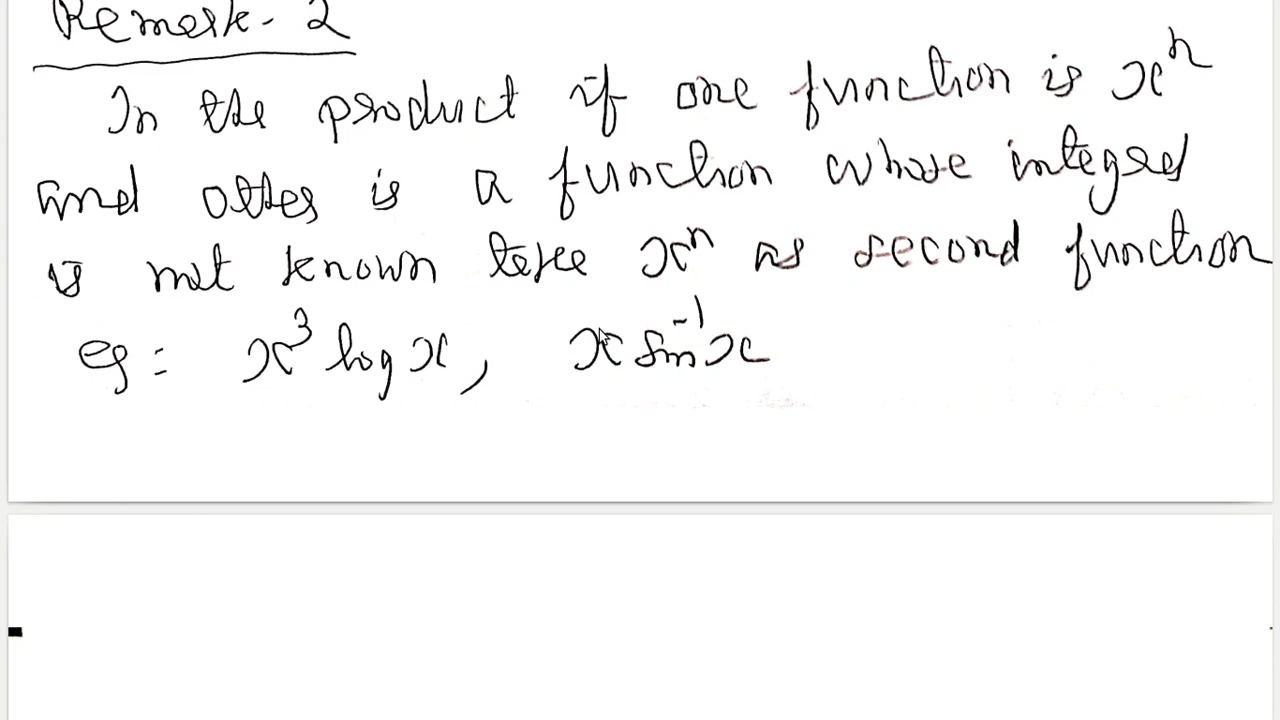 Remark - 2
In the product if one function is xⁿ
and other is a function whose integral
is not known take xⁿ as second function
eg: x³ log x, x sin⁻¹x